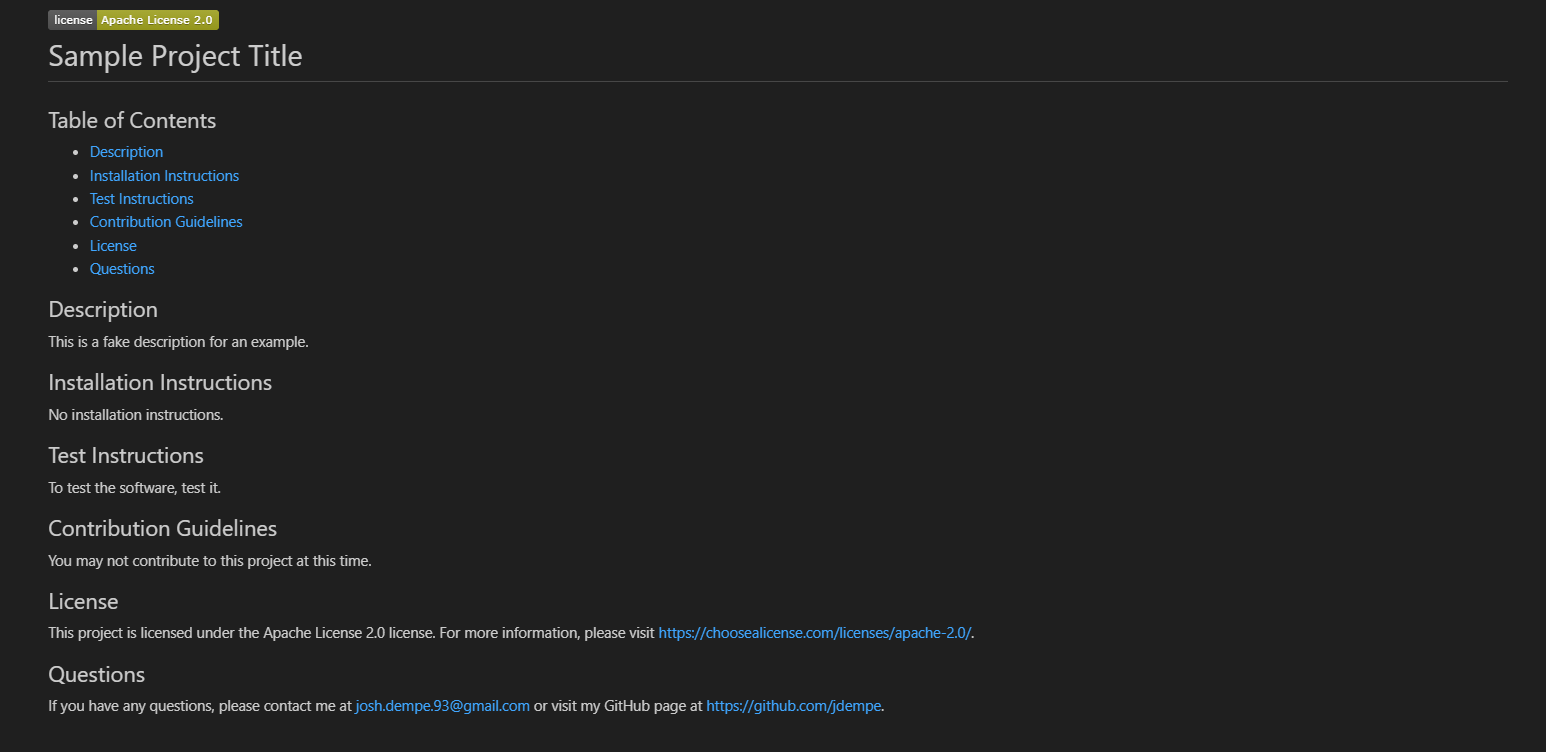 license Apache License 2.0
Sample Project Title
Table of Contents
Description
Installation Instructions
Test Instructions
Contribution Guidelines
License
Questions
Description
This is a fake description for an example.
Installation Instructions
No installation instructions.
Test Instructions
To test the software, test it.
Contribution Guidelines
You may not contribute to this project at this time.
License
This project is licensed under the Apache License 2.0 license. For more information, please visit https://choosealicense.com/licenses/apache-2.0/.
Questions
If you have any questions, please contact me at josh.dempe.93@gmail.com or visit my GitHub page at https://github.com/jdempe.